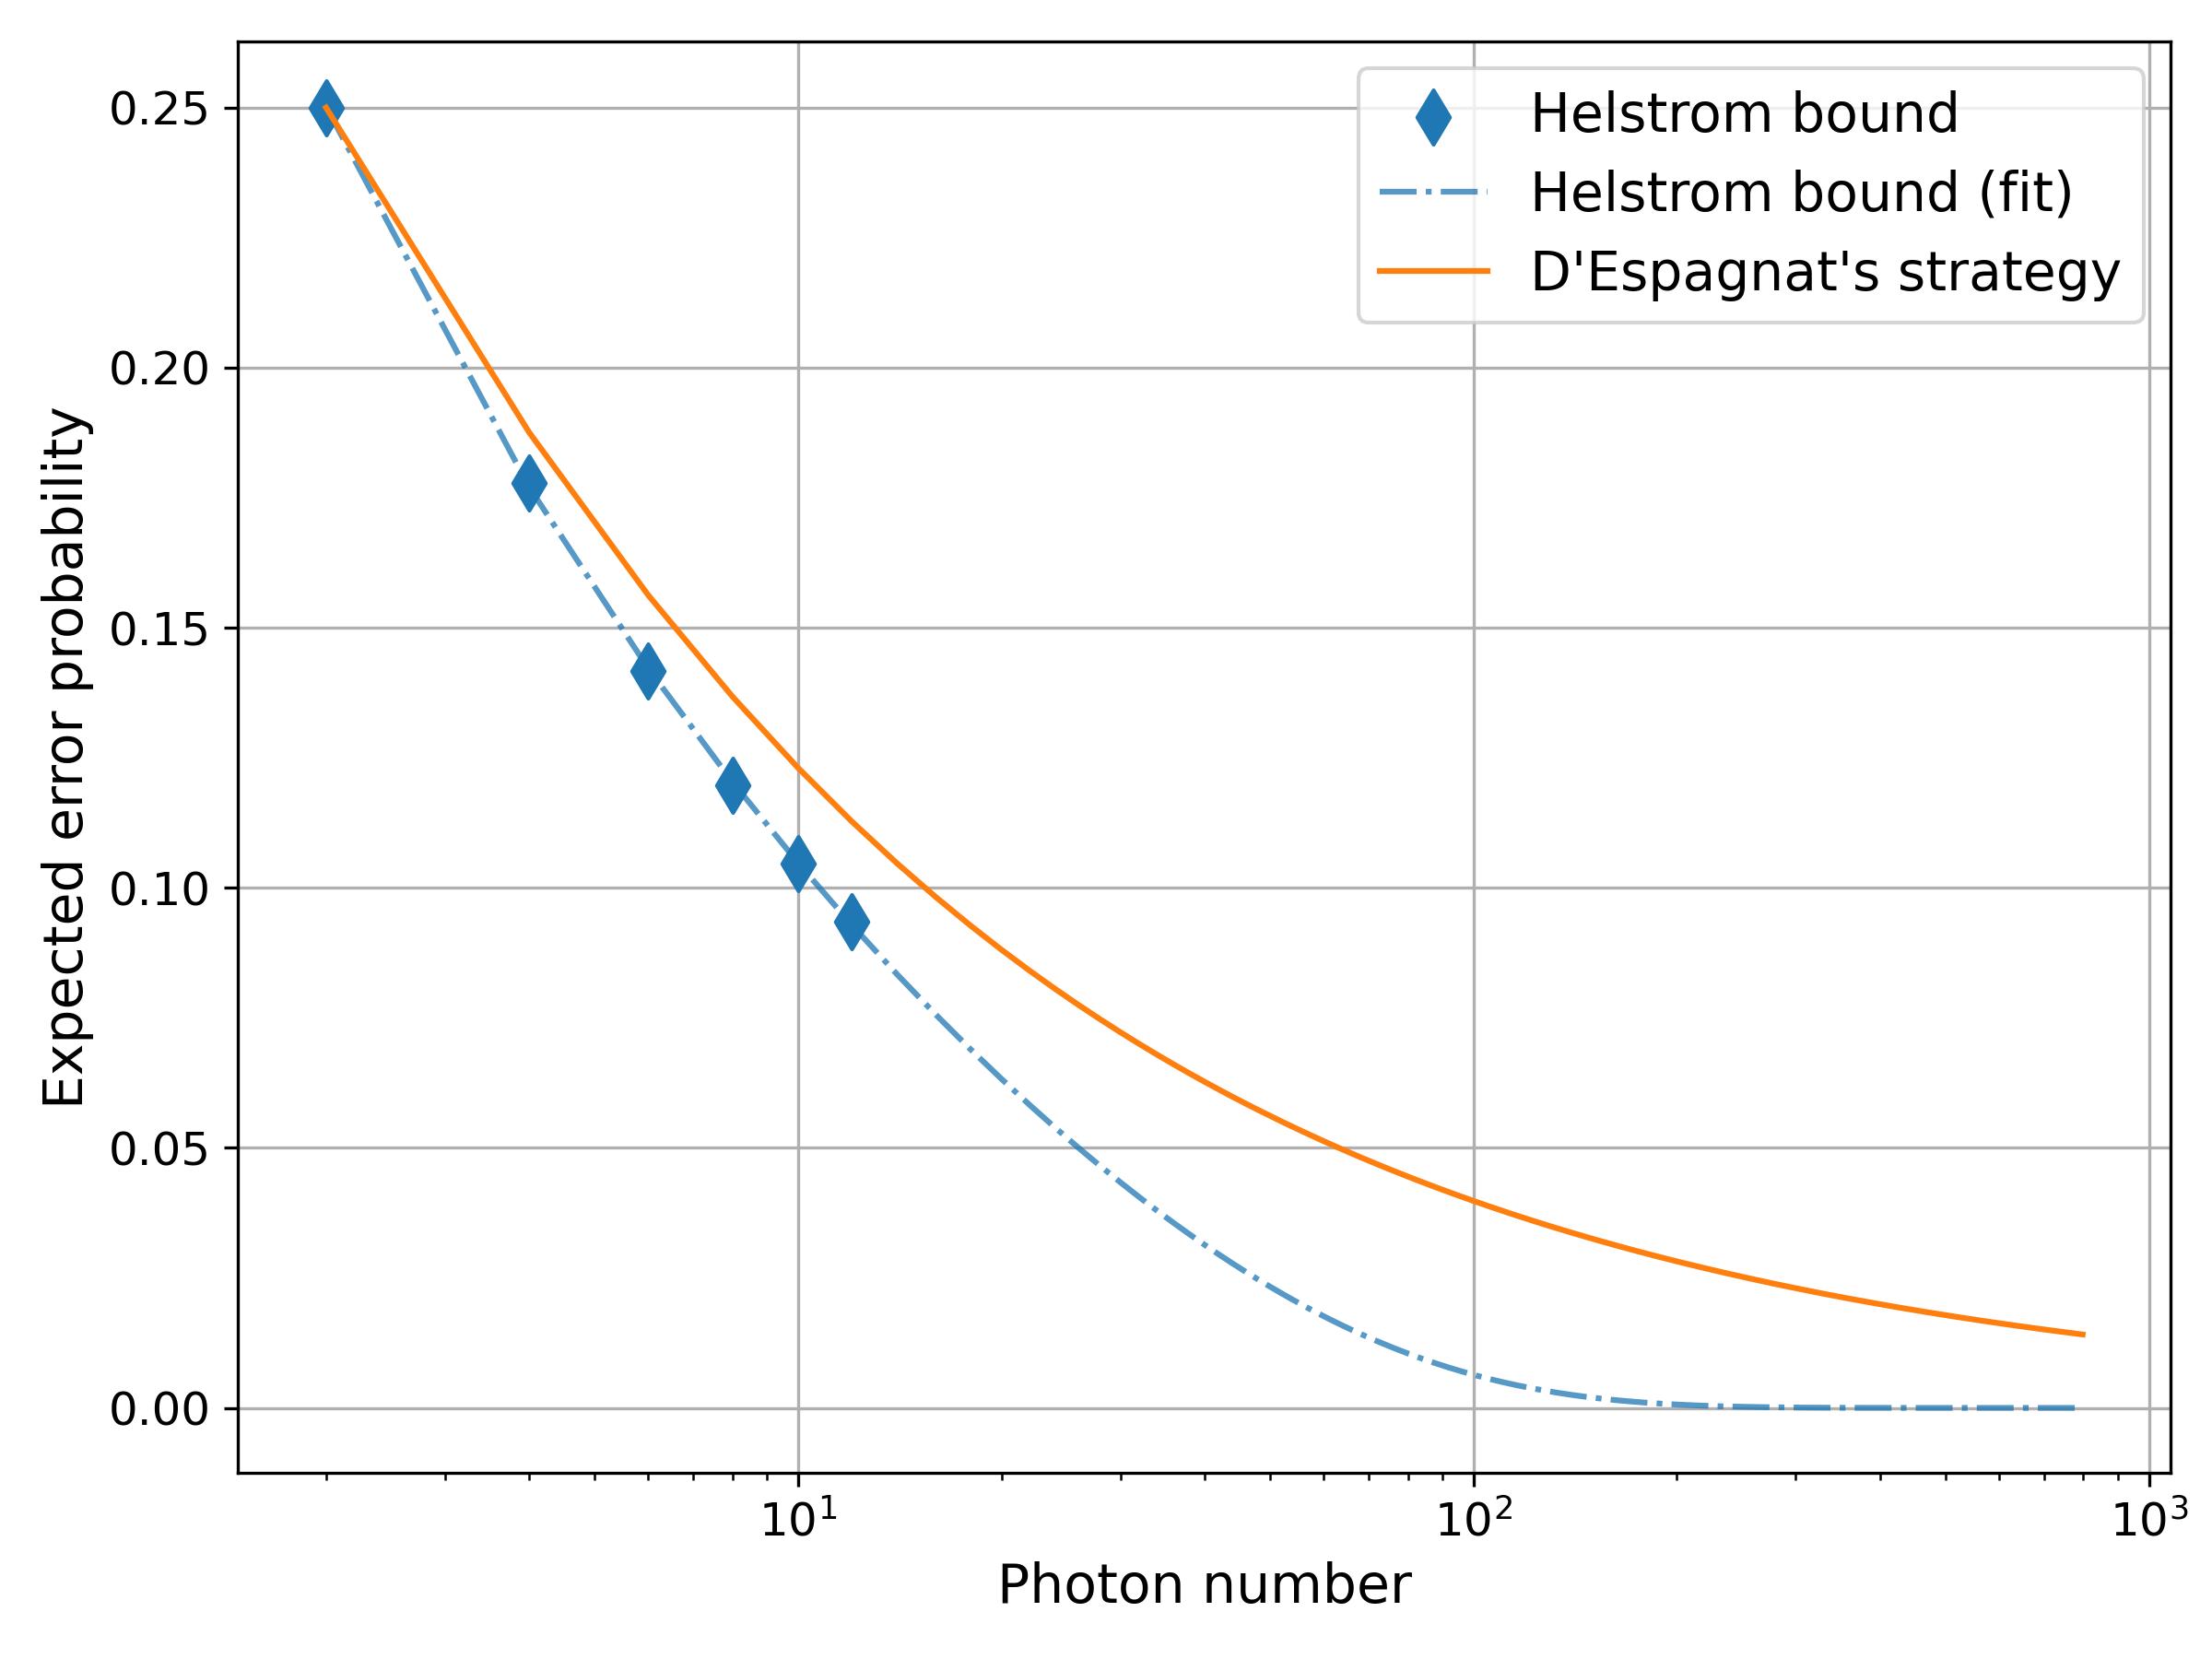 Helstrom bound
Helstrom bound (fit)
D'Espagnat's strategy
Expected error probability
0.25
0.20
0.15
0.10
0.05
0.00
10¹ 10² 10³
Photon number